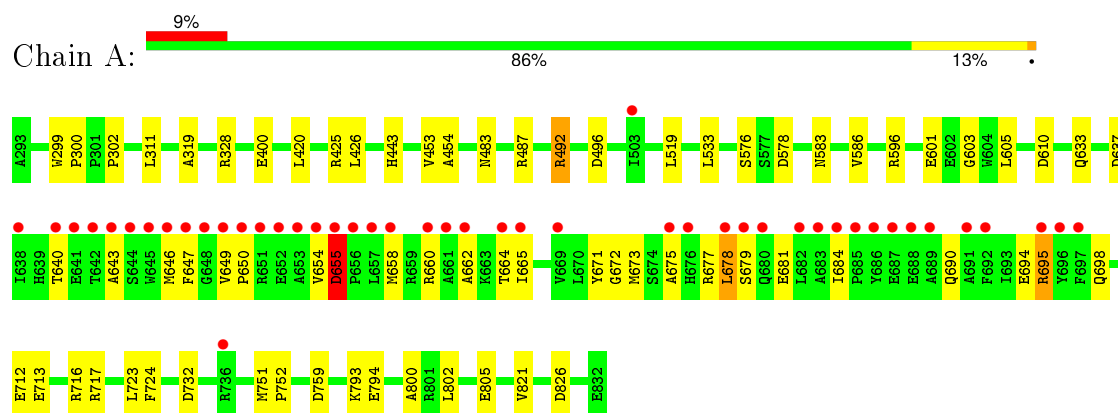 9%
Chain A:
86% 13% •
A293 W299 P300 P301 P302 L311 A319 R328 E400 L420 R425 L426 H443 V453 A454 N483 R487 R492 D496 I503 L519 L533 S576 S577 D578 N583 V586 R596 E601 E602 G603 W604 L605 D610 Q633 D637
I638 H639 T640 E641 T642 A643 S644 W645 M646 F647 G648 V649 P650 R651 E652 A653 V654 D655 P656 L657 M658 R659 R660 A661 A662 K663 T664 I665 V669 L670 Y671 G672 M673 S674 A675 H676 R677 L678 S679 Q680 E681 L682 A683 I684 P685 Y686 E687 E688 A689 Q690 A691 F692 I693 E694 R695 Y696 F697 Q698
E712 E713 R716 R717 L723 F724 D732 R736 M751 P752 D759 K793 E794 A800 R801 L802 E805 V821 D826 E832